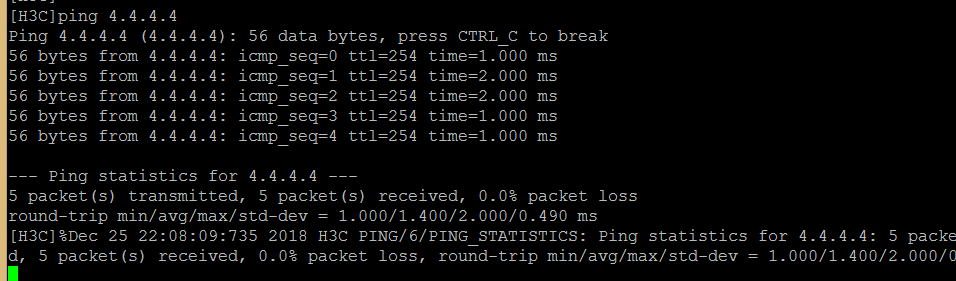 [H3C]ping 4.4.4.4
Ping 4.4.4.4 (4.4.4.4): 56 data bytes, press CTRL_C to break
56 bytes from 4.4.4.4: icmp_seq=0 ttl=254 time=1.000 ms
56 bytes from 4.4.4.4: icmp_seq=1 ttl=254 time=2.000 ms
56 bytes from 4.4.4.4: icmp_seq=2 ttl=254 time=2.000 ms
56 bytes from 4.4.4.4: icmp_seq=3 ttl=254 time=1.000 ms
56 bytes from 4.4.4.4: icmp_seq=4 ttl=254 time=1.000 ms
--- Ping statistics for 4.4.4.4 ---
5 packet(s) transmitted, 5 packet(s) received, 0.0% packet loss
round-trip min/avg/max/std-dev = 1.000/1.400/2.000/0.490 ms
[H3C]%Dec 25 22:08:09:735 2018 H3C PING/6/PING_STATISTICS: Ping statistics for 4.4.4.4: 5 packe
d, 5 packet(s) received, 0.0% packet loss, round-trip min/avg/max/std-dev = 1.000/1.400/2.000/0